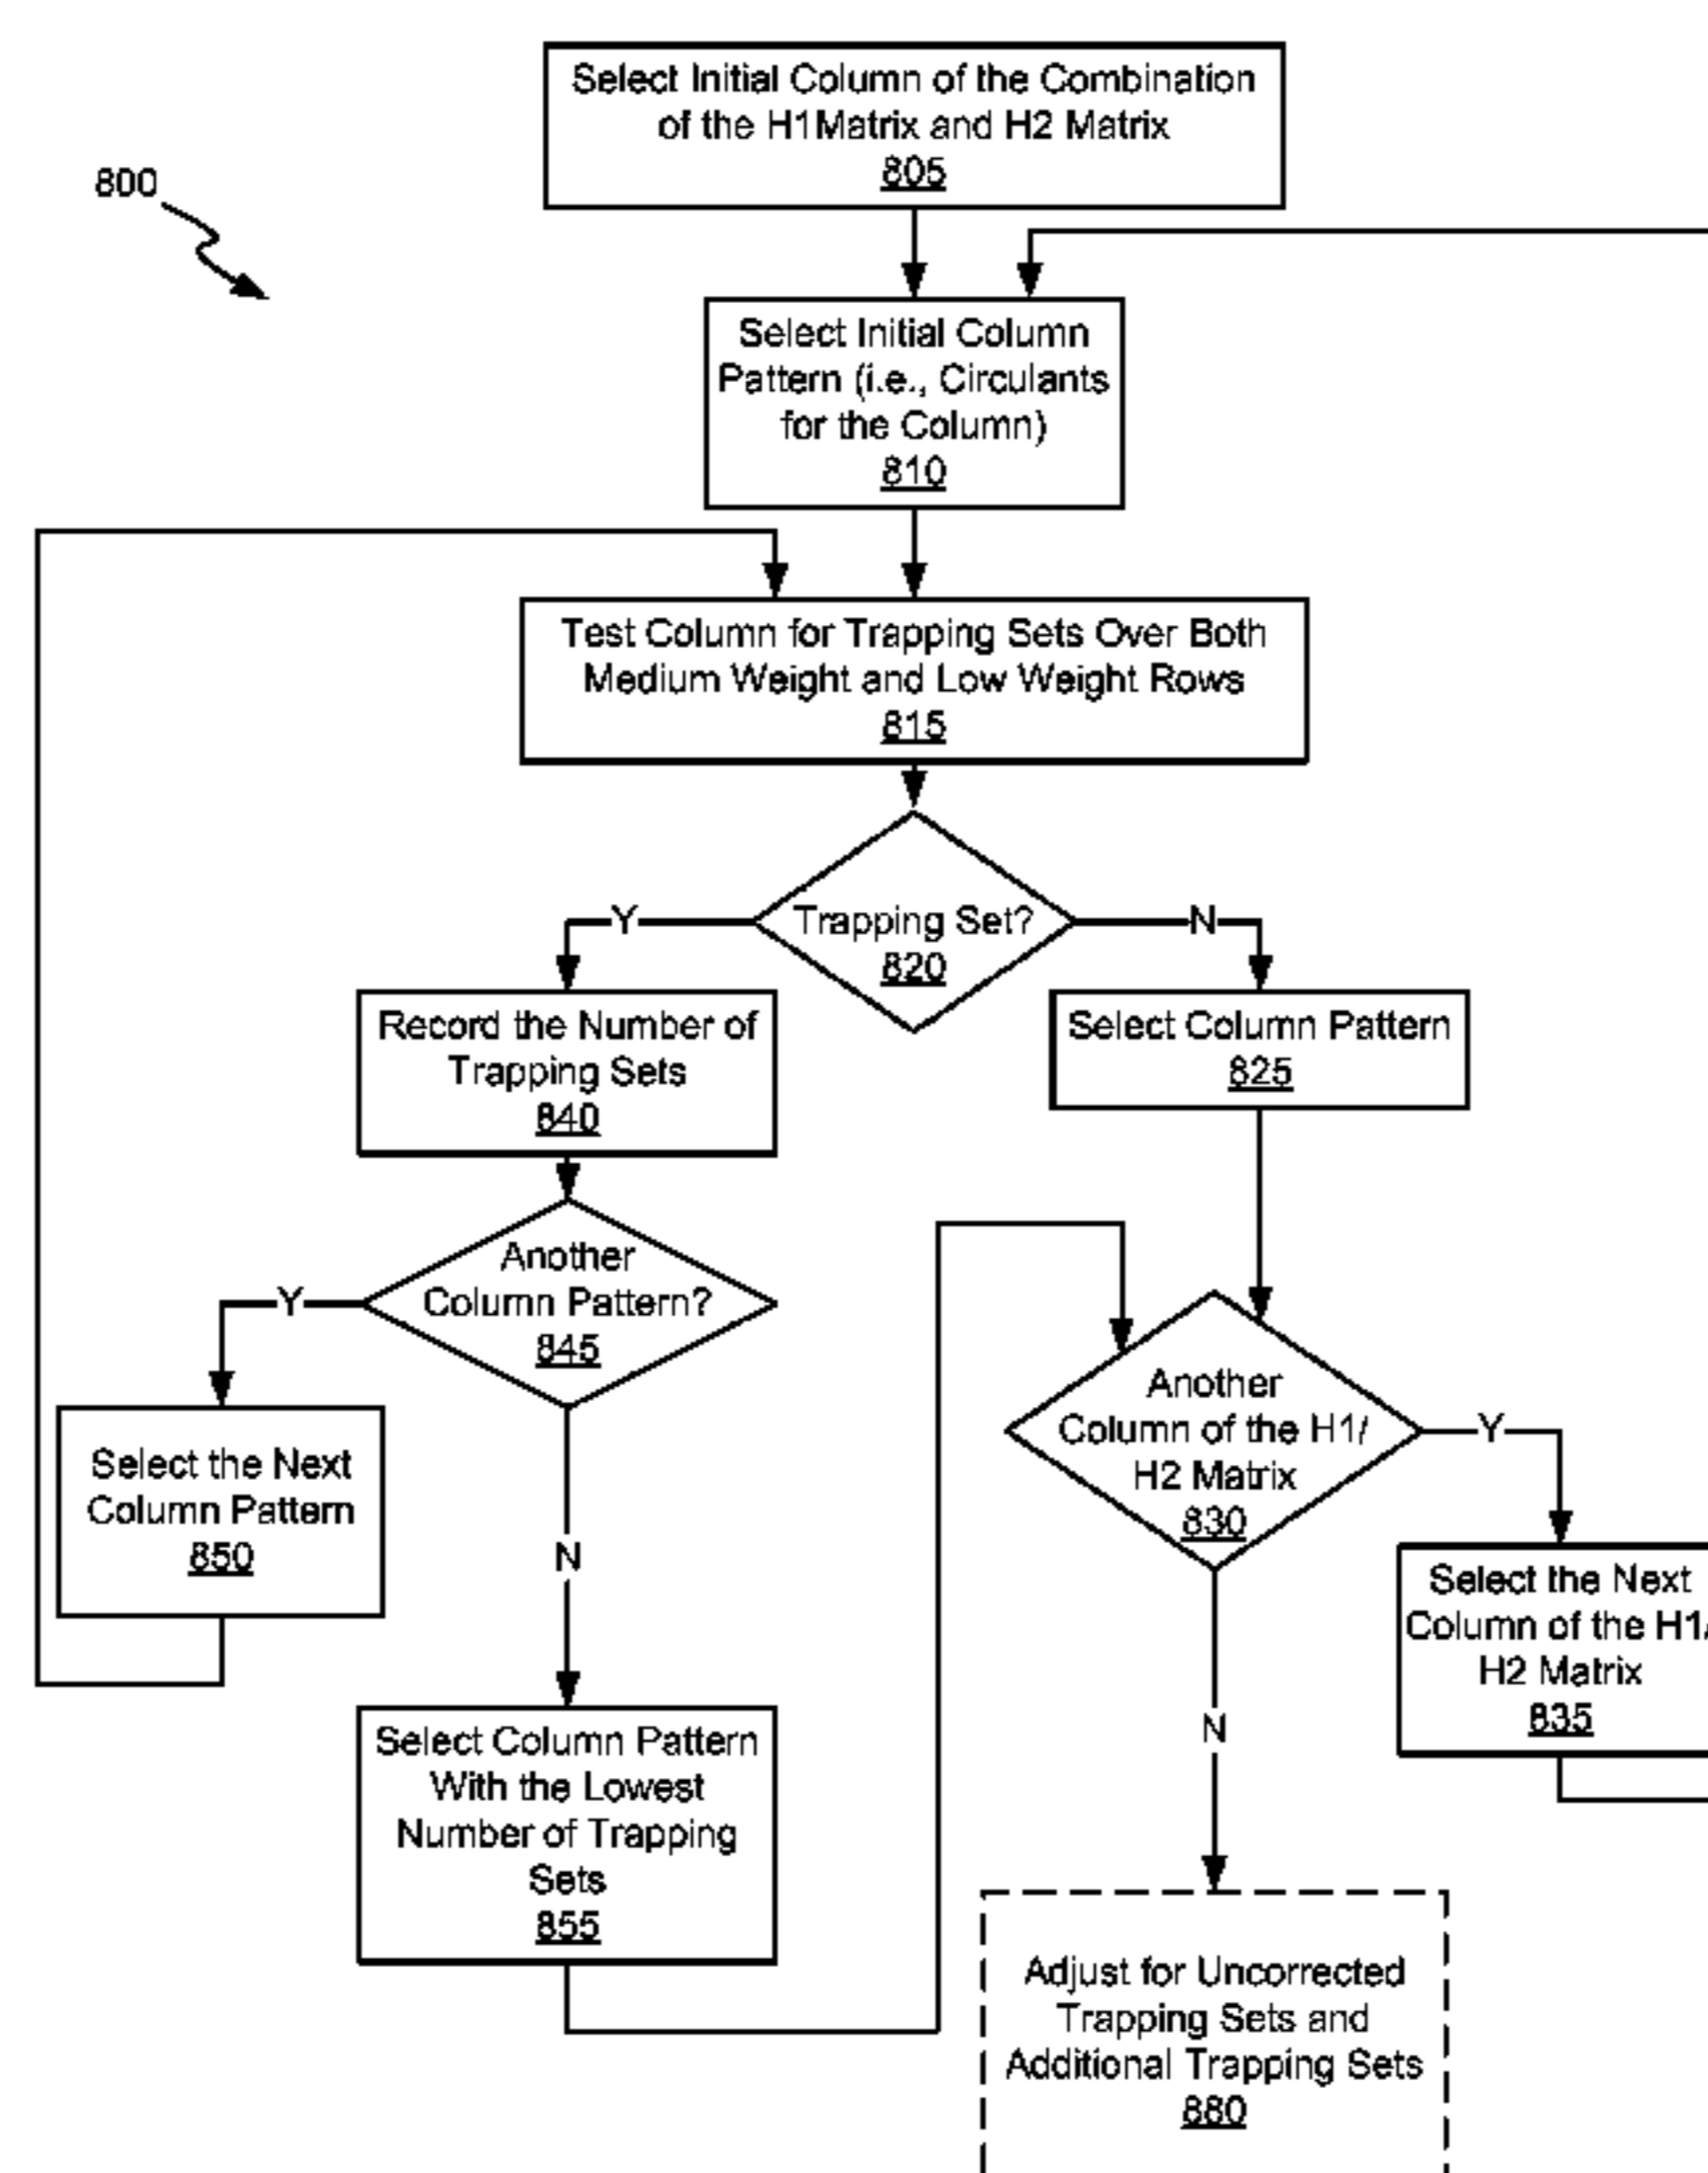 Select Initial Column of the Combination
of the H1Matrix and H2 Matrix
805
800
Select Initial Column
Pattern (i.e., Circulants
for the Column)
810
Test Column for Trapping Sets Over Both
Medium Weight and Low Weight Rows
815
Y
Trapping Set?
820
N
Record the Number of
Trapping Sets
840
Select Column Pattern
825
Another
Column Pattern?
845
Y
Another
Column of the H1/
H2 Matrix
830
Y
Select the Next
Column Pattern
850
N
Select the Next
Column of the H1/
H2 Matrix
835
N
Select Column Pattern
With the Lowest
Number of Trapping
Sets
855
Adjust for Uncorrected
Trapping Sets and
Additional Trapping Sets
880